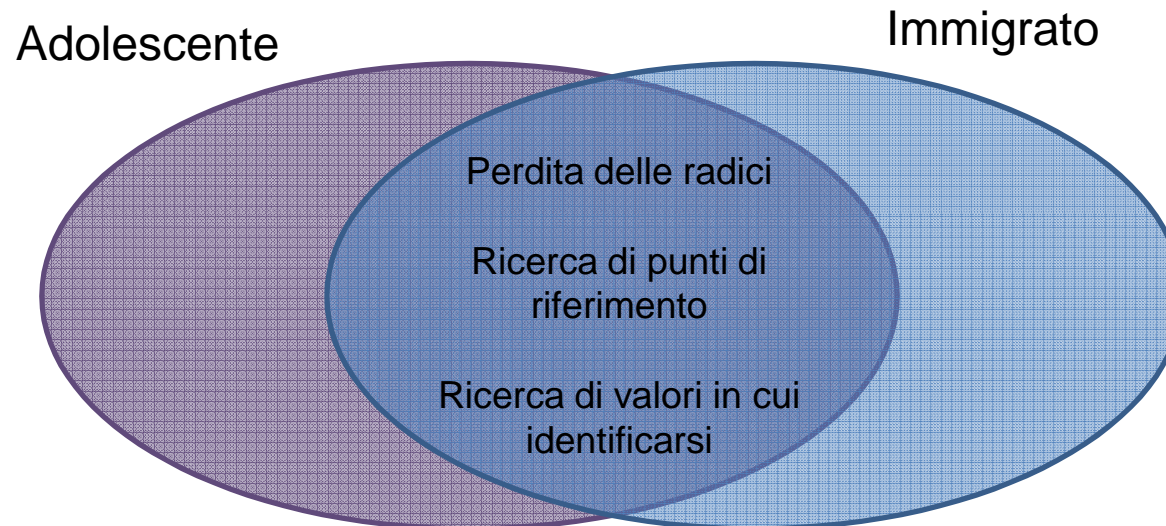 Adolescente
Immigrato
Perdita delle radici
Ricerca di punti di
riferimento
Ricerca di valori in cui
identificarsi